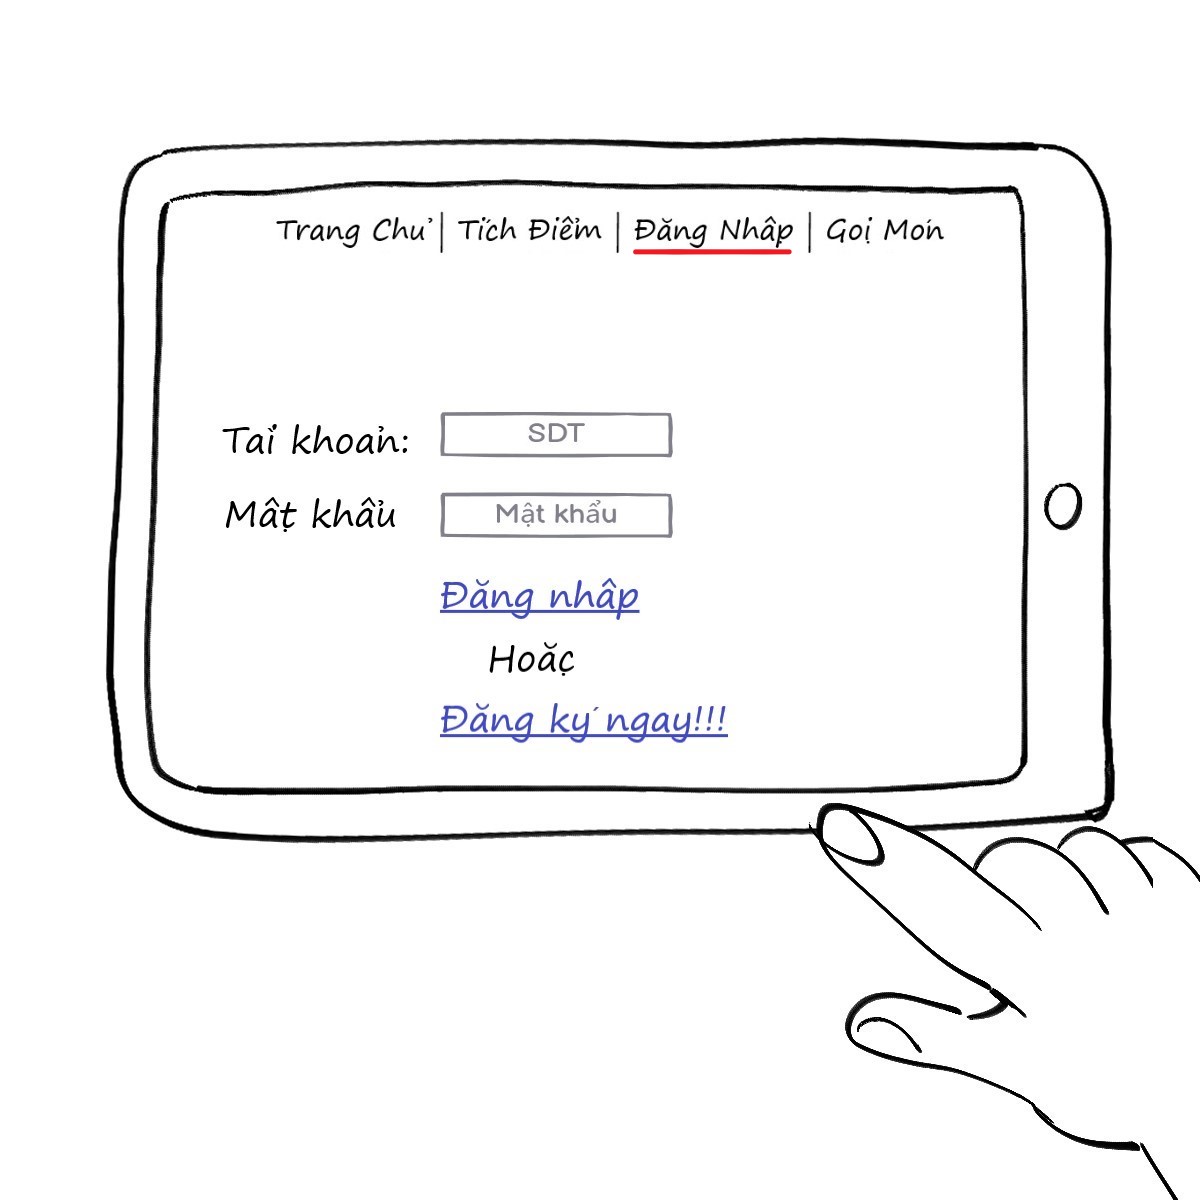 Trang Chủ | Tích Điểm | Đăng Nhập | Gọi Món
Tài khoản: SDT
Mật khẩu Mật khẩu
Đăng nhập
Hoặc
Đăng ký ngay!!!